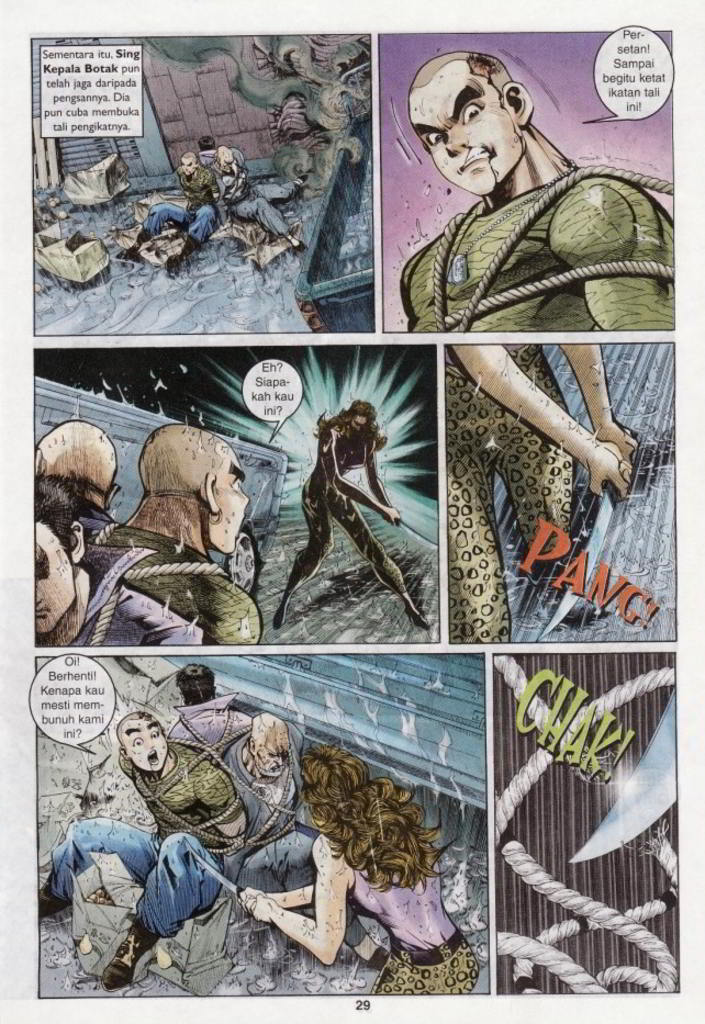 Sementara itu, Sing
Kepala Botak pun
telah jaga daripada
pengsannya. Dia
pun cuba membuka
tali pengikatnya.
Per-
setan!
Sampai
begitu ketat
ikatan tali
ini!
Eh?
Siapa-
kah kau
ini?
PANG!
Oi!
Berhenti!
Kenapa kau
mesti mem-
bunuh kami
ini?
CHAK!
29